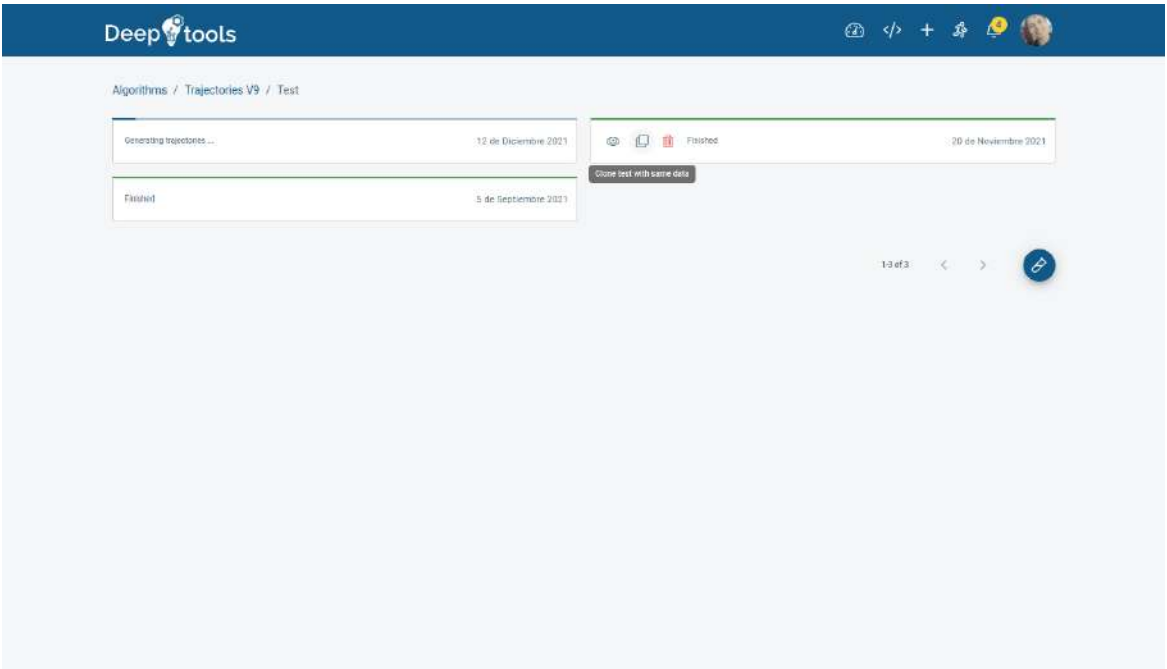 Deep tools
4
Algorithms / Trajectories V9 / Test
Generating trajectories ...
12 de Diciembre 2021
Finished
20 de Noviembre 2021
Clone test with same data
Finished
5 de Septiembre 2021
1-3 of 3